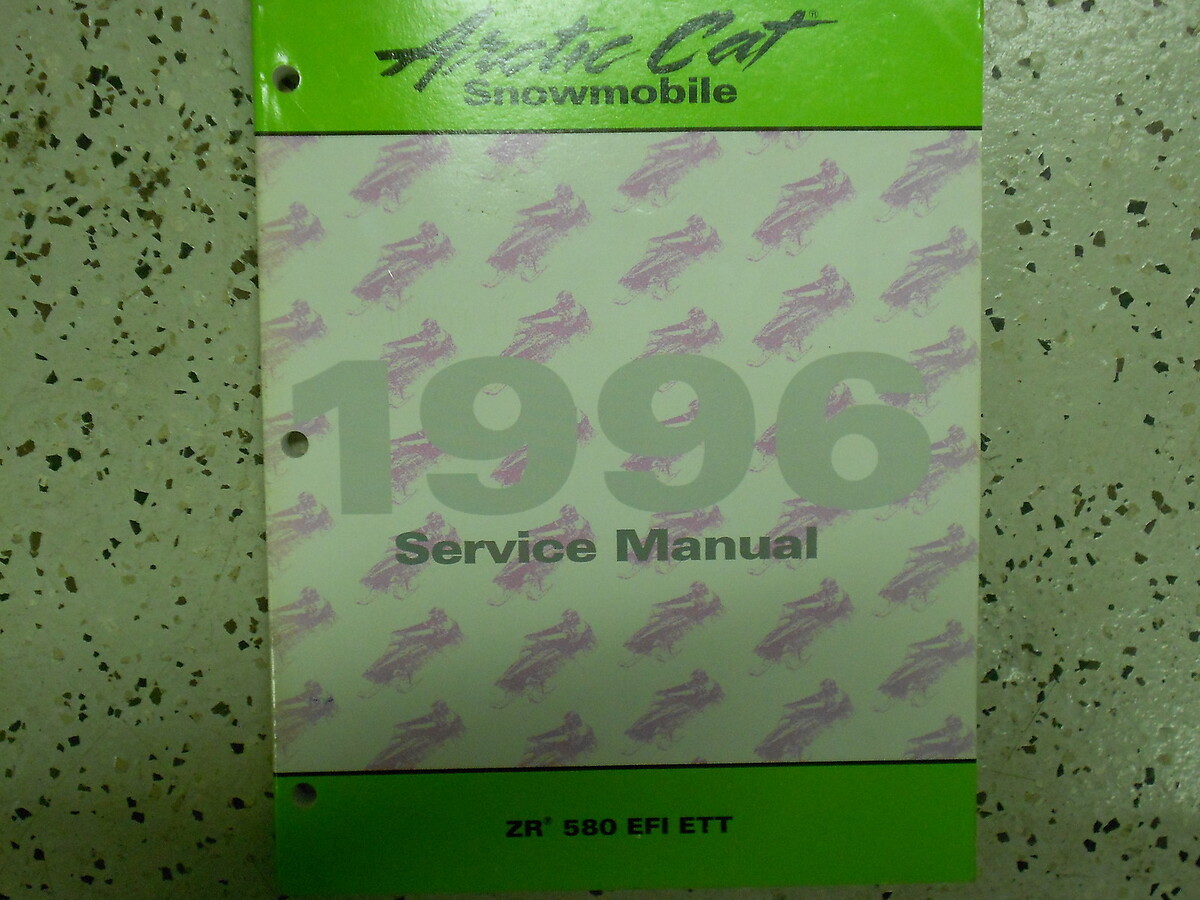 Arctic Cat®
Snowmobile
1996
Service Manual
ZR® 580 EFI ETT